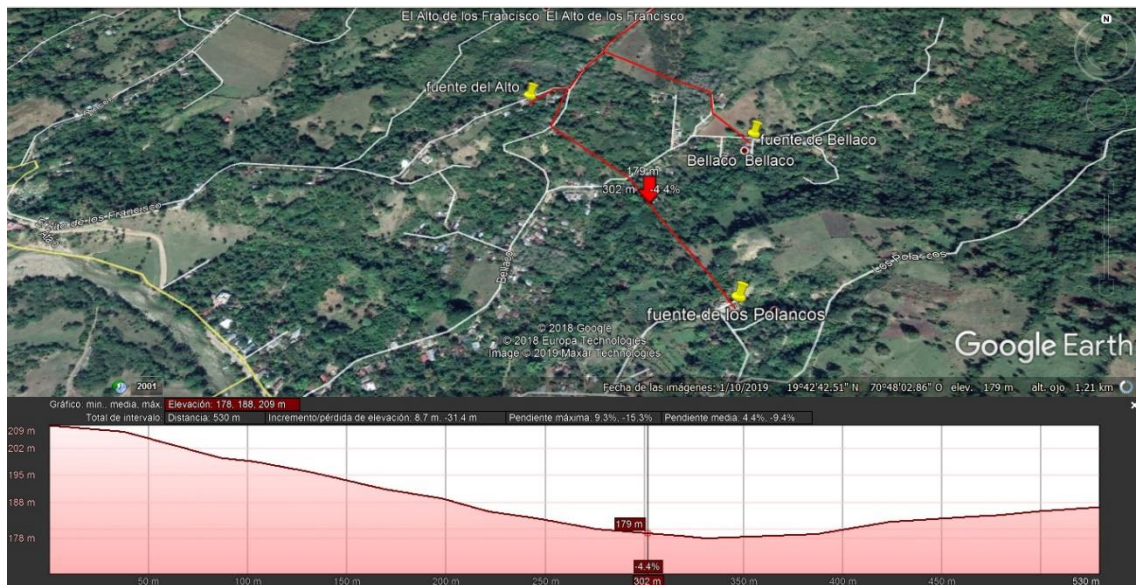 El Alto de los Francisco El Alto de los Francisco
N
fuente del Alto
fuente de Bellaco
Bellaco Bellaco
179 m
302 m -4.4%
Bellaco
Los Polancos
fuente de los Polancos
© 2018 Google
© 2018 Europa Technologies
Image © 2019 Maxar Technologies
Google Earth
2001
Fecha de las imágenes: 1/10/2019 19°42'42.51" N 70°48'02.86" O elev. 179 m alt. ojo 1.21 km
Gráfico: mín., media, máx. Elevación: 178, 188, 209 m
Total de intervalo: Distancia: 530 m Incremento/pérdida de elevación: 8.7 m, -31.4 m Pendiente máxima: 9.3%, -15.3% Pendiente media: 4.4%, -9.4%
209 m
202 m
195 m
188 m
179 m
178 m
-4.4%
50 m 100 m 150 m 200 m 250 m 302 m 350 m 400 m 450 m 530 m